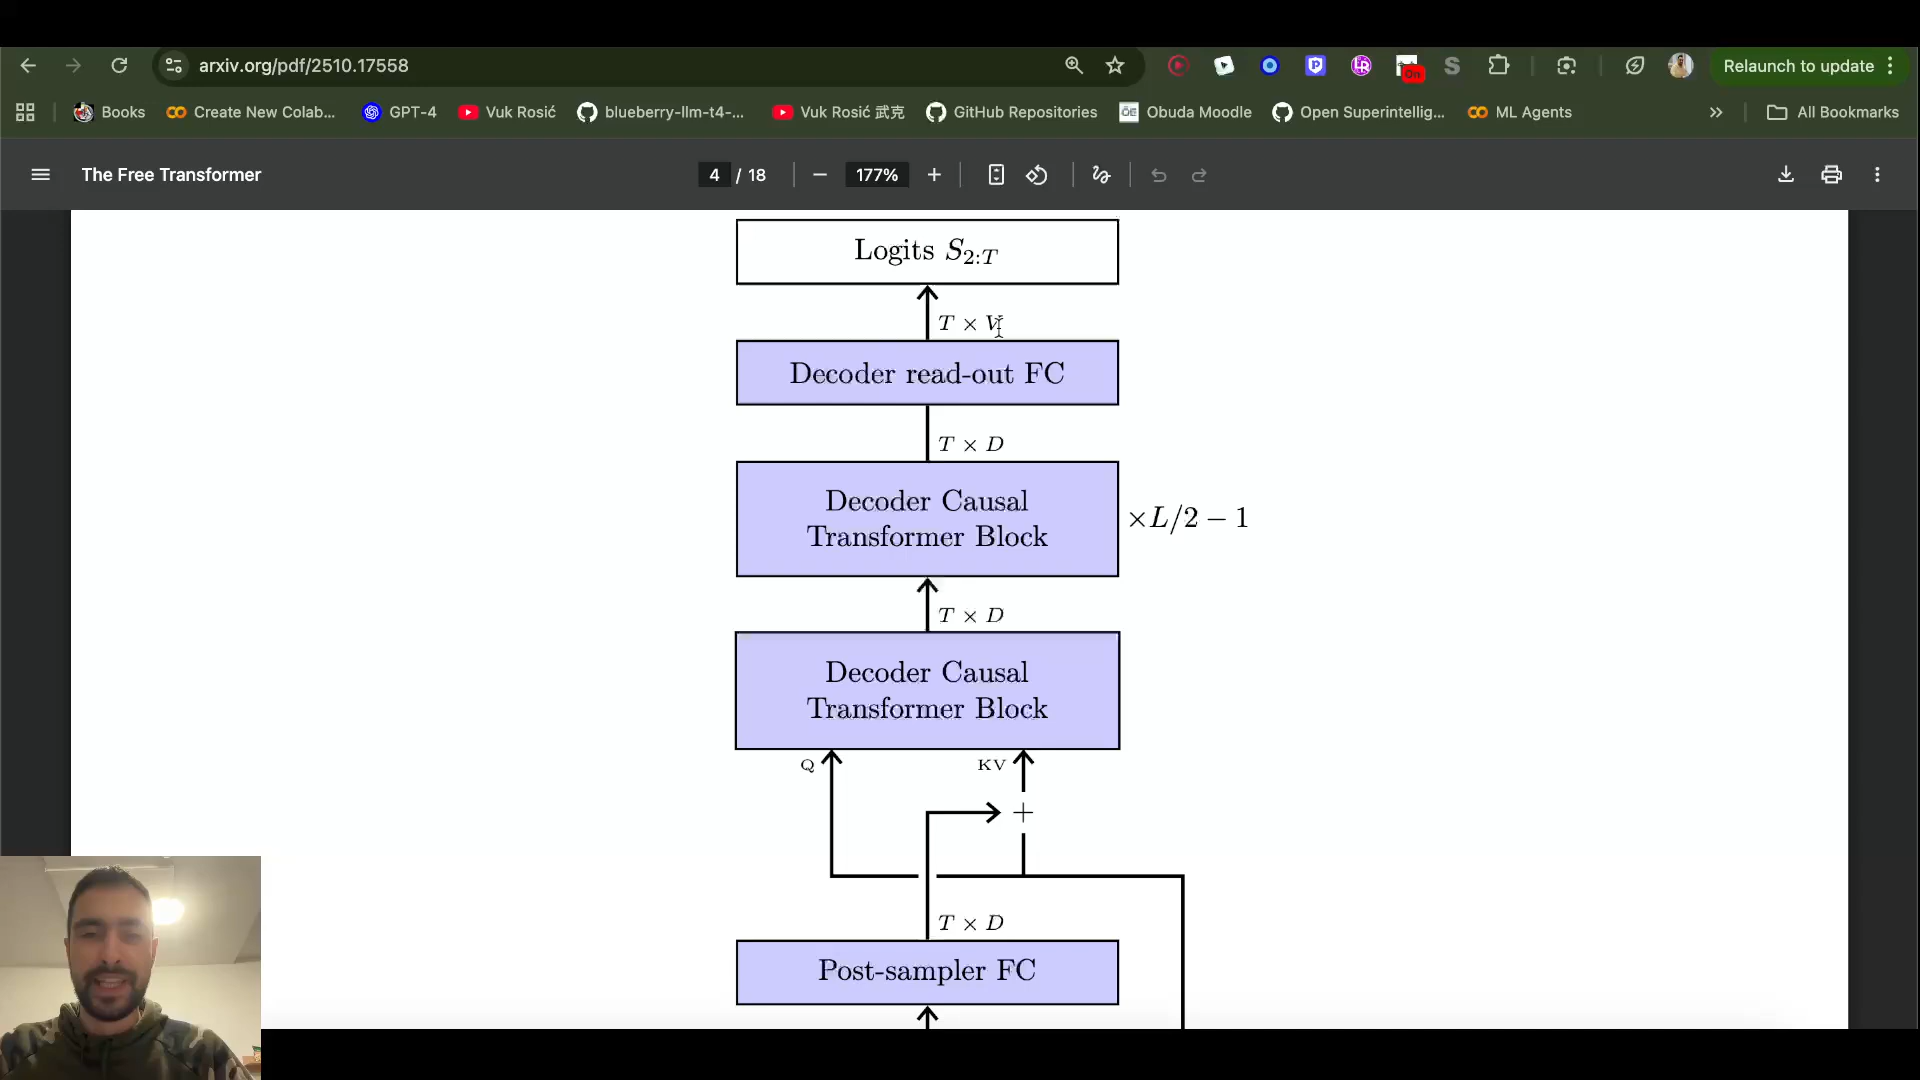 arxiv.org/pdf/2510.17558
On
Relaunch to update
Books
Create New Colab...
GPT-4
Vuk Rosić
blueberry-llm-t4-...
Vuk Rosić 武克
GitHub Repositories
Obuda Moodle
Open Superintellig...
ML Agents
All Bookmarks
The Free Transformer
4 / 18
177%
Logits S2:T
T × V
Decoder read-out FC
T × D
Decoder Causal
Transformer Block
×L/2 − 1
T × D
Decoder Causal
Transformer Block
Q
KV
+
T × D
Post-sampler FC